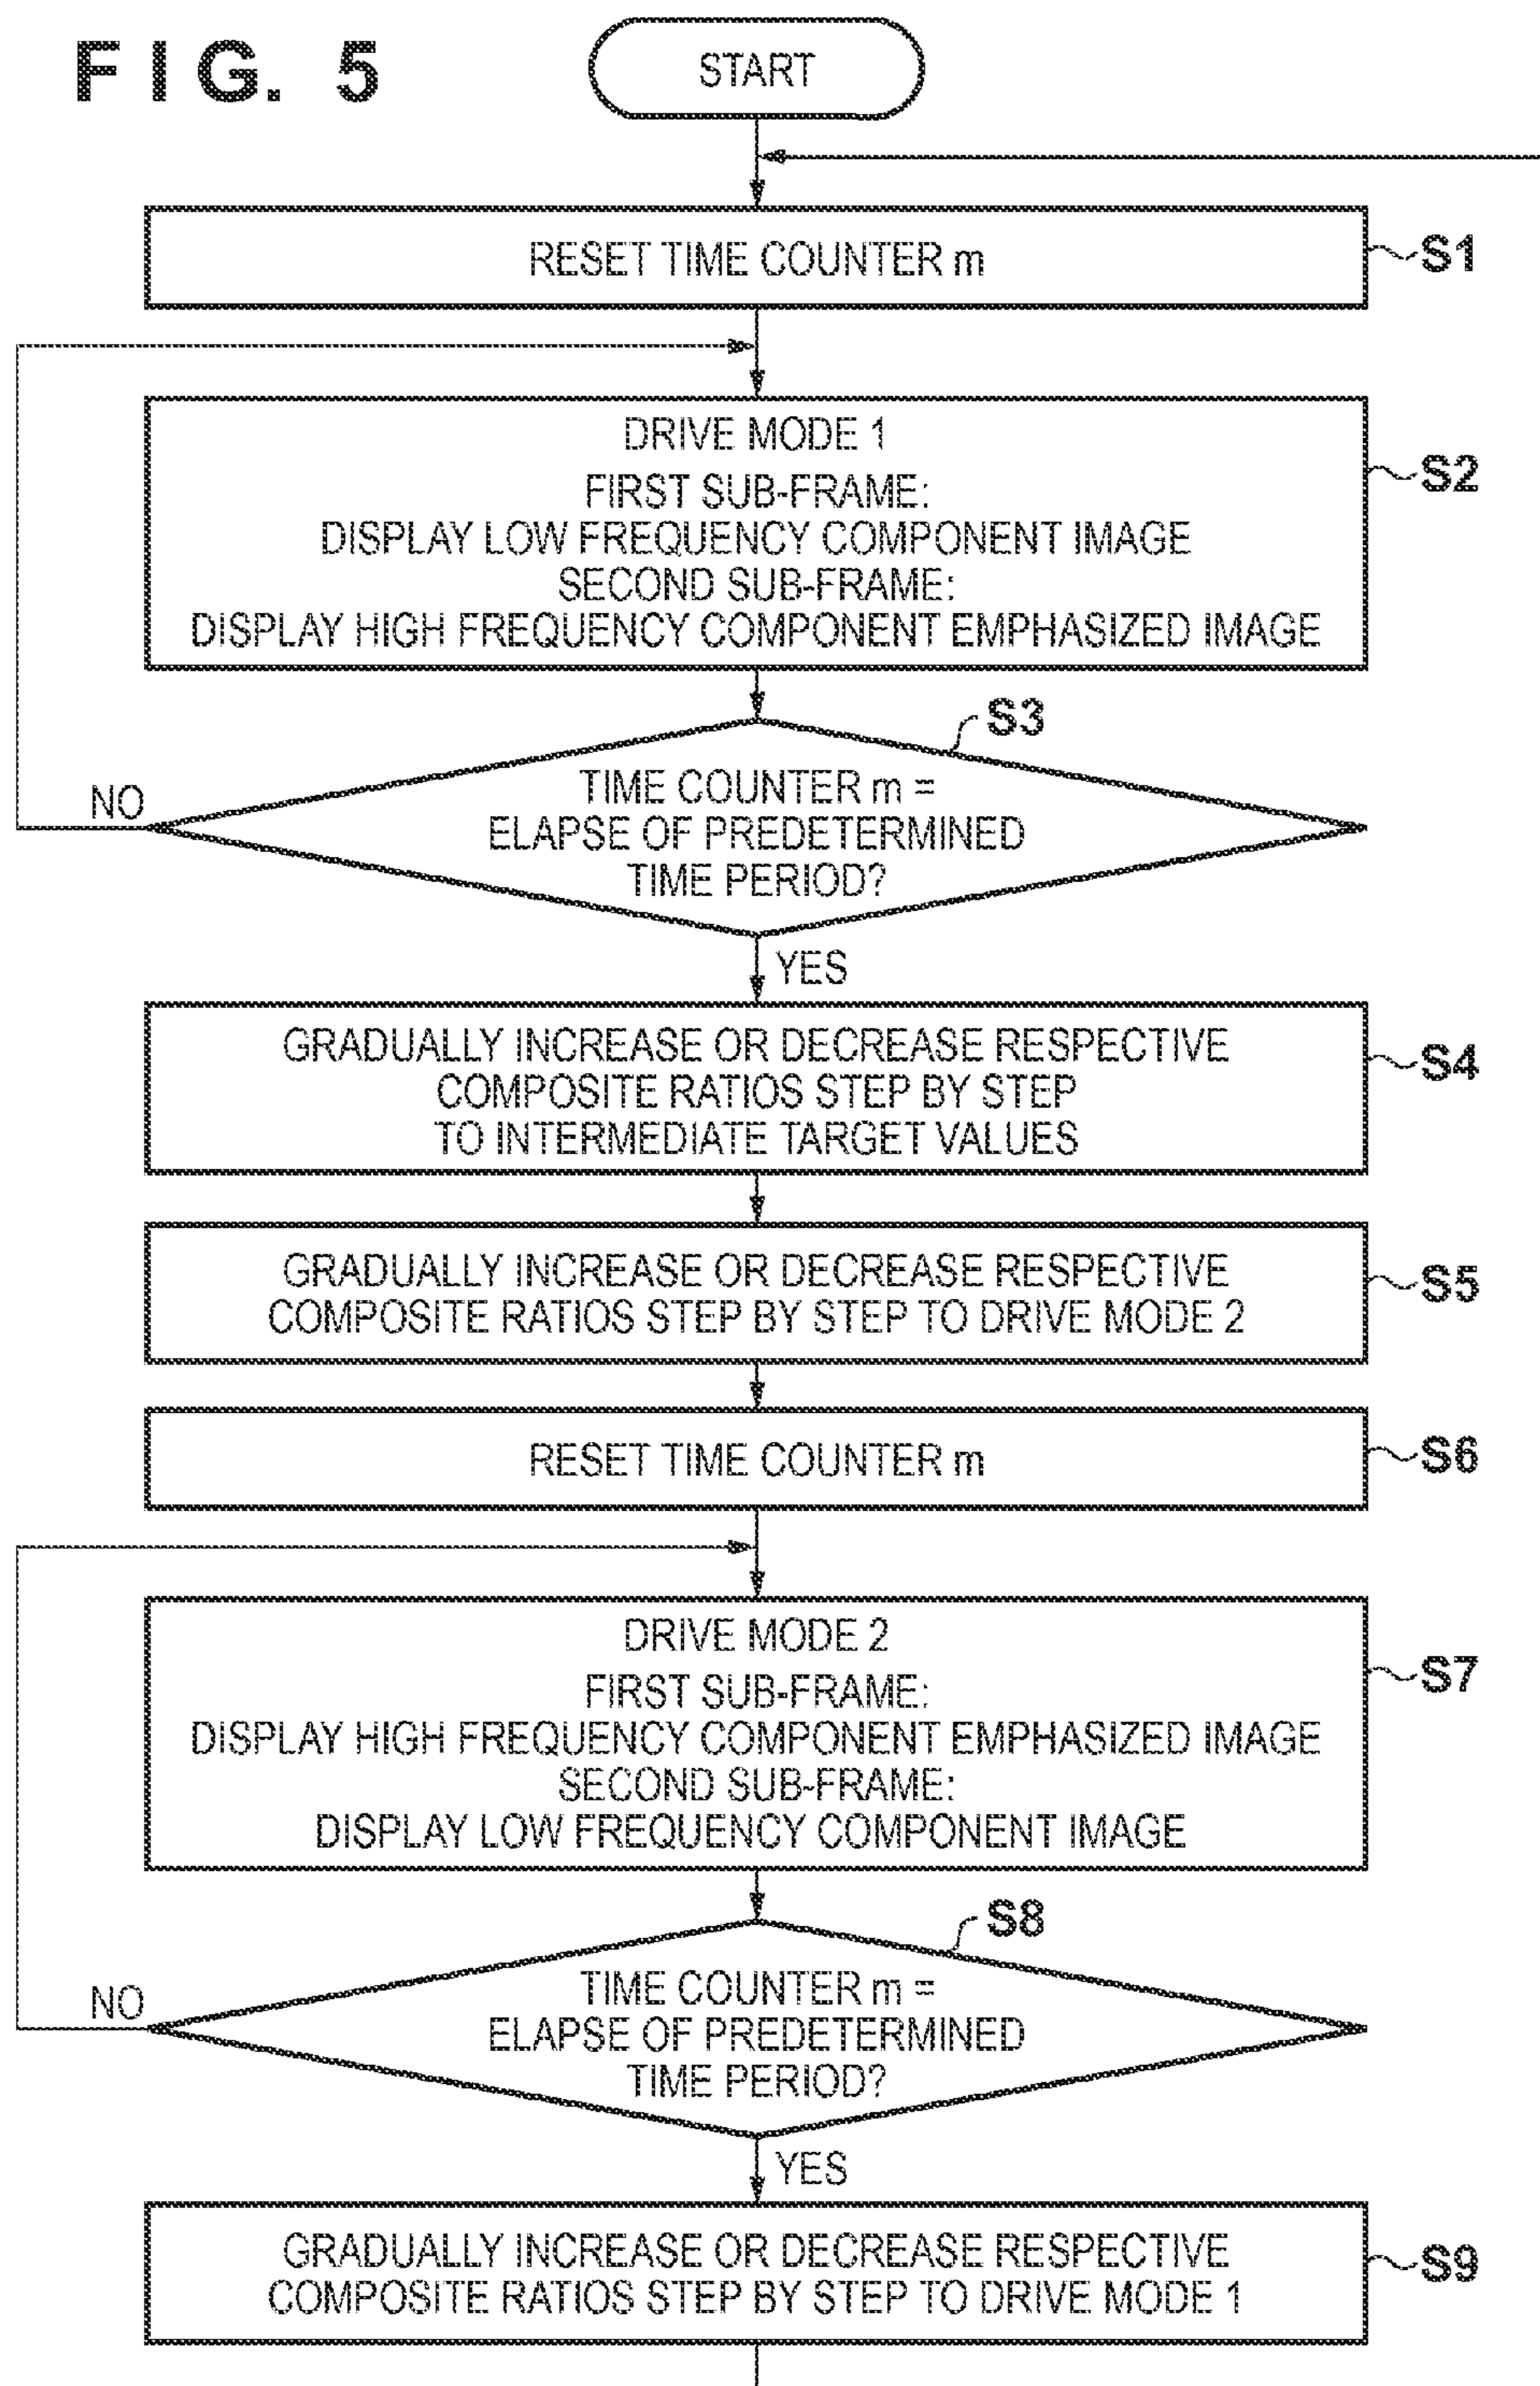 FIG. 5
START
RESET TIME COUNTER m
S1
DRIVE MODE 1
FIRST SUB-FRAME:
DISPLAY LOW FREQUENCY COMPONENT IMAGE
SECOND SUB-FRAME:
DISPLAY HIGH FREQUENCY COMPONENT EMPHASIZED IMAGE
S2
S3
TIME COUNTER m =
ELAPSE OF PREDETERMINED
TIME PERIOD?
NO
YES
GRADUALLY INCREASE OR DECREASE RESPECTIVE
COMPOSITE RATIOS STEP BY STEP
TO INTERMEDIATE TARGET VALUES
S4
GRADUALLY INCREASE OR DECREASE RESPECTIVE
COMPOSITE RATIOS STEP BY STEP TO DRIVE MODE 2
S5
RESET TIME COUNTER m
S6
DRIVE MODE 2
FIRST SUB-FRAME:
DISPLAY HIGH FREQUENCY COMPONENT EMPHASIZED IMAGE
SECOND SUB-FRAME:
DISPLAY LOW FREQUENCY COMPONENT IMAGE
S7
S8
TIME COUNTER m =
ELAPSE OF PREDETERMINED
TIME PERIOD?
NO
YES
GRADUALLY INCREASE OR DECREASE RESPECTIVE
COMPOSITE RATIOS STEP BY STEP TO DRIVE MODE 1
S9